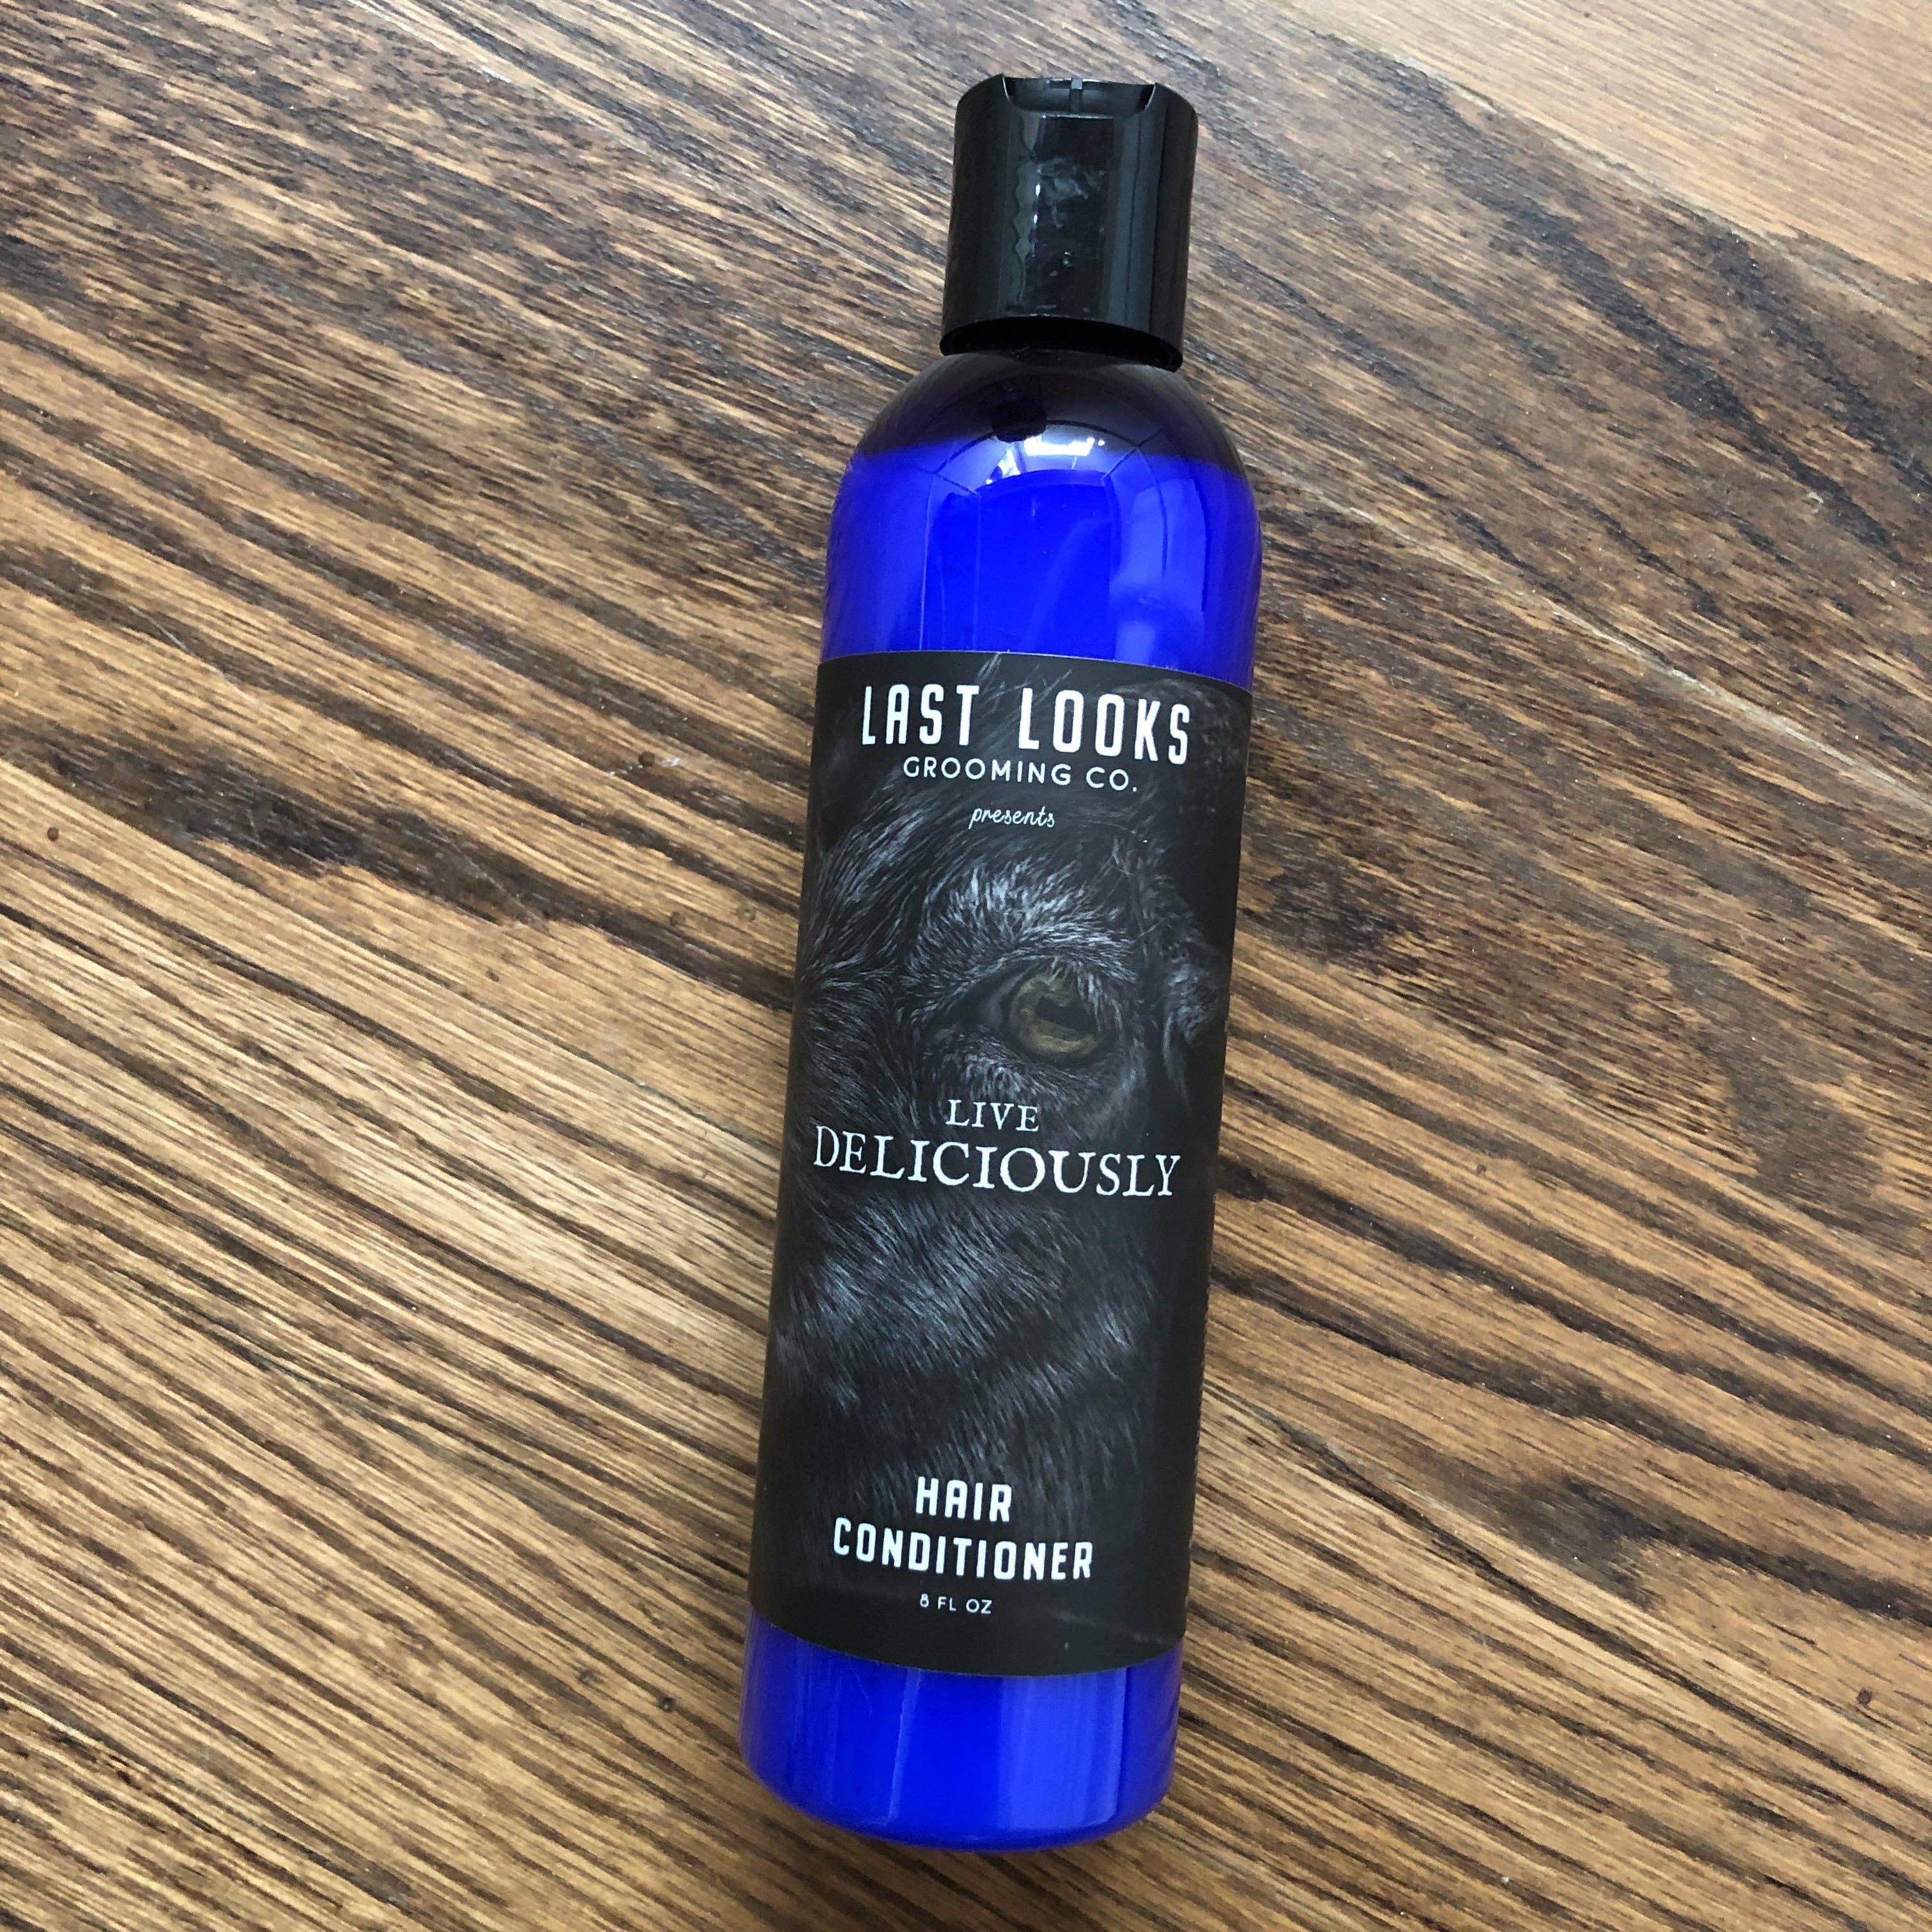 LAST LOOKS
GROOMING CO.
presents
LIVE
DELICIOUSLY
HAIR
CONDITIONER
8 FL OZ